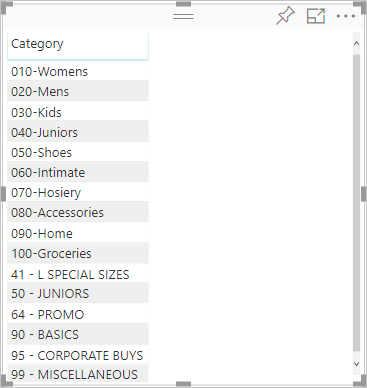 Category
010-Womens
020-Mens
030-Kids
040-Juniors
050-Shoes
060-Intimate
070-Hosiery
080-Accessories
090-Home
100-Groceries
41 - L SPECIAL SIZES
50 - JUNIORS
64 - PROMO
90 - BASICS
95 - CORPORATE BUYS
99 - MISCELLANEOUS